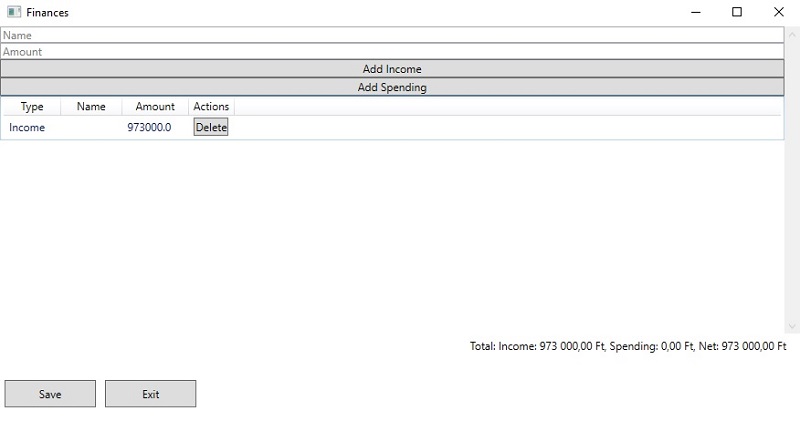 Finances
Name
Amount
Add Income
Add Spending
Type Name Amount Actions
Income 973000.0 Delete
Total: Income: 973 000,00 Ft, Spending: 0,00 Ft, Net: 973 000,00 Ft
Save Exit